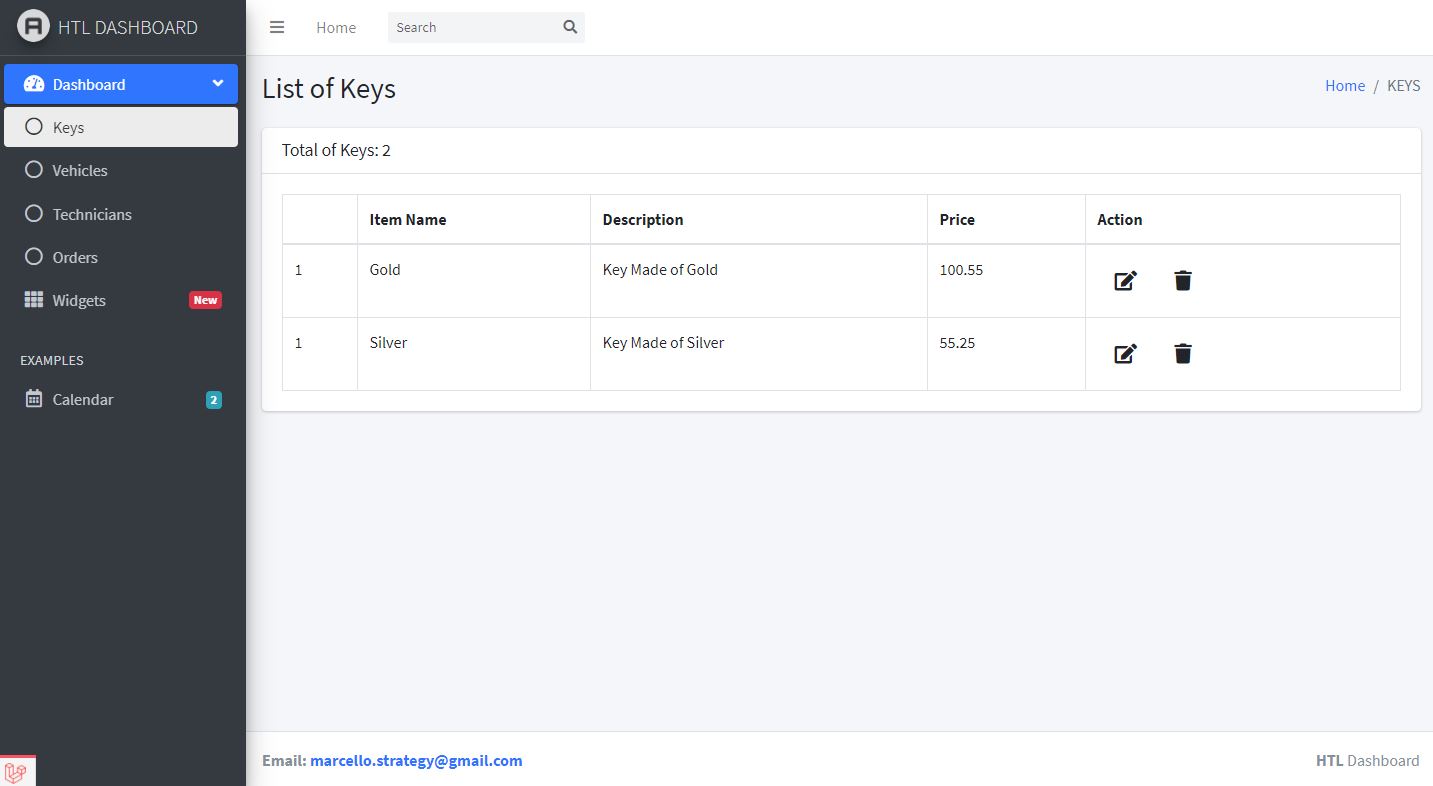 HTL DASHBOARD
Home
Search
Dashboard
Keys
Vehicles
Technicians
Orders
Widgets New
EXAMPLES
Calendar 2
List of Keys
Home / KEYS
Total of Keys: 2
Item Name Description Price Action
1 Gold Key Made of Gold 100.55
1 Silver Key Made of Silver 55.25
Email: marcello.strategy@gmail.com
HTL Dashboard